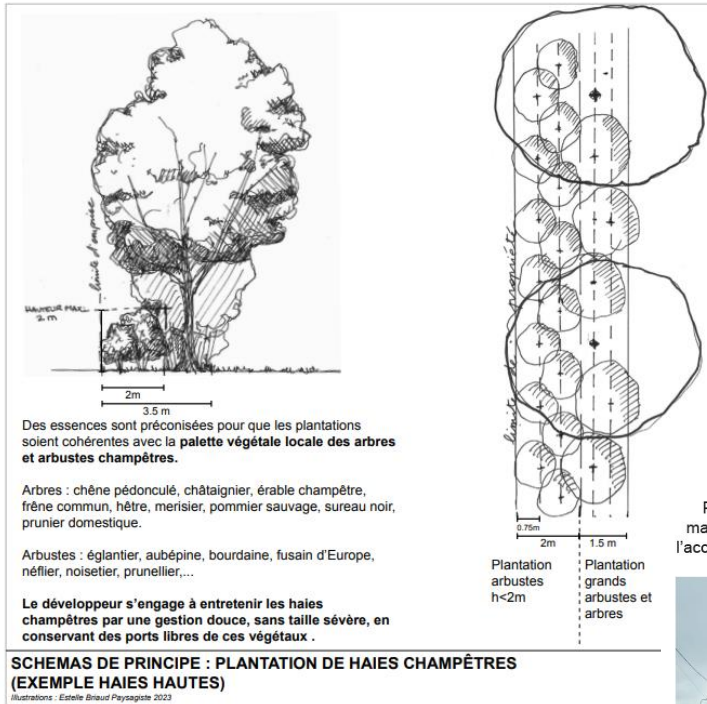 limite d'emprise
HAUTEUR MAX.
2 m
2m
3.5 m
Des essences sont préconisées pour que les plantations
soient cohérentes avec la palette végétale locale des arbres
et arbustes champêtres.
Arbres : chêne pédonculé, châtaignier, érable champêtre,
frêne commun, hêtre, merisier, pommier sauvage, sureau noir,
prunier domestique.
Arbustes : églantier, aubépine, bourdaine, fusain d'Europe,
néflier, noisetier, prunellier,...
Le développeur s'engage à entretenir les haies
champêtres par une gestion douce, sans taille sévère, en
conservant des ports libres de ces végétaux .
limite de propriété
0.75m
2m
1.5 m
Plantation
arbustes
h<2m
Plantation
grands
arbustes et
arbres
P
ma
l'acc
SCHEMAS DE PRINCIPE : PLANTATION DE HAIES CHAMPÊTRES
(EXEMPLE HAIES HAUTES)
Illustrations : Estelle Briaud Paysagiste 2023